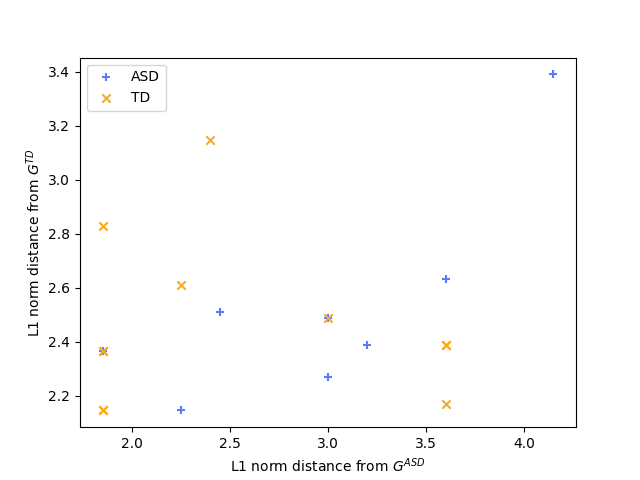 ASD
TD
3.4
3.2
3.0
2.8
2.6
2.4
2.2
L1 norm distance from G^{TD}
2.0 2.5 3.0 3.5 4.0
L1 norm distance from G^{ASD}